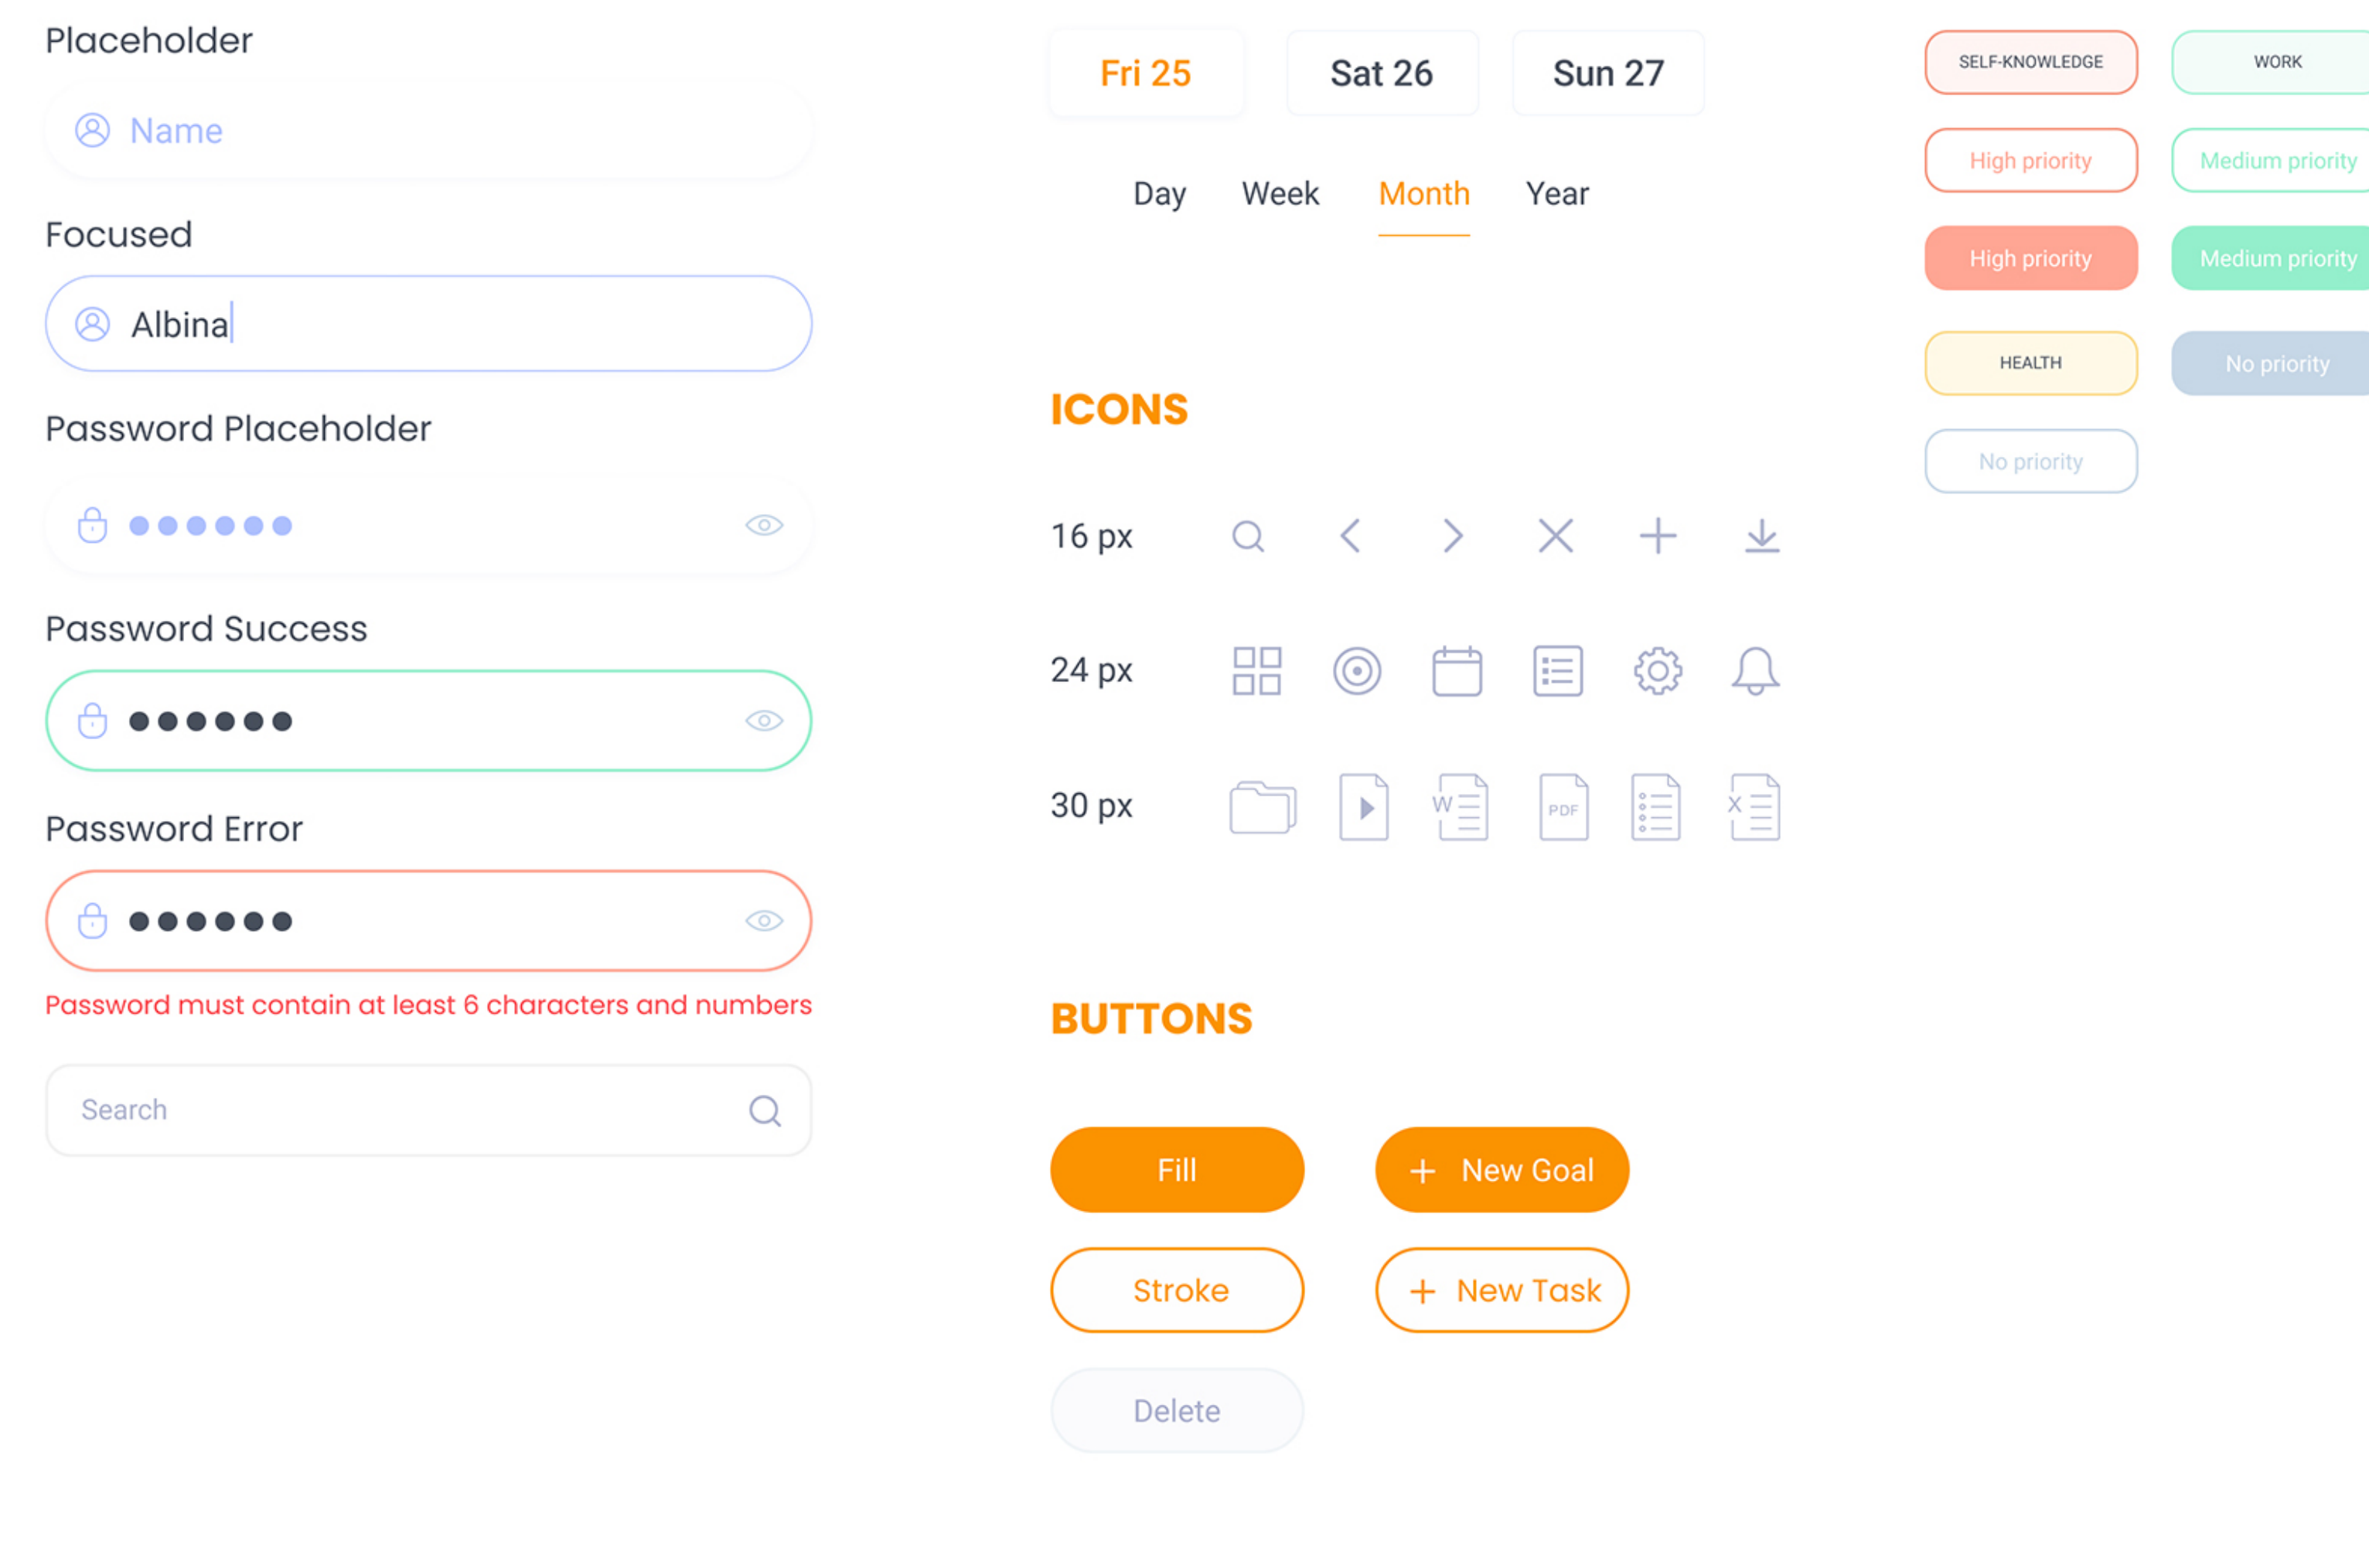 Placeholder
Name
Focused
Albina
Password Placeholder
Password Success
Password Error
Password must contain at least 6 characters and numbers
Search
Fri 25
Sat 26
Sun 27
Day
Week
Month
Year
ICONS
16 px
24 px
30 px
W
PDF
X
BUTTONS
Fill
+ New Goal
Stroke
+ New Task
Delete
SELF-KNOWLEDGE
WORK
High priority
Medium priority
High priority
Medium priority
HEALTH
No priority
No priority